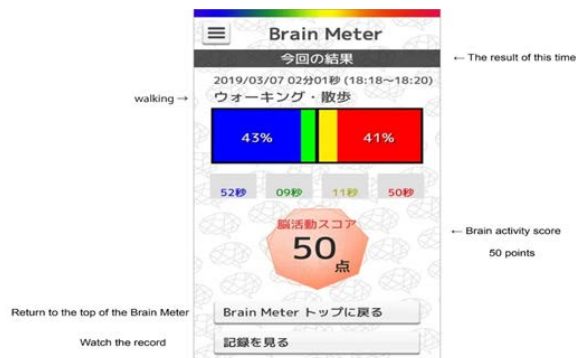 Brain Meter
今回の結果
← The result of this time
2019/03/07 02分01秒 (18:18〜18:20)
walking →
ウォーキング・散歩
43%
41%
52秒
09秒
11秒
50秒
脳活動スコア
50
点
← Brain activity score
50 points
Return to the top of the Brain Meter
Brain Meter トップに戻る
Watch the record
記録を見る